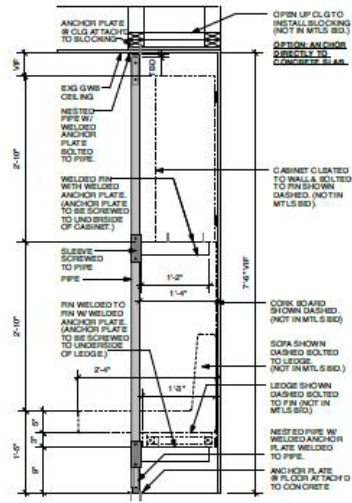 ANCHOR PLATE
@ CLG ATTACH'D
TO BLOCKING
EXG GWB
CEILING
NESTED
PIPE W/
WELDED
ANCHOR
PLATE
BOLTED
TO PIPE.
WELDED FIN
WITH WELDED
ANCHOR PLATE.
(ANCHOR PLATE
TO BE SCREWED
TO UNDERSIDE
OF CABINET.)
SLEEVE
SCREWED
TO PIPE
PIPE
FIN WELDED TO
FIN W/ WELDED
ANCHOR PLATE.
(ANCHOR PLATE
TO BE SCREWED
TO UNDERSIDE
OF LEDGE.)
VIF
2'-10"
2'-10"
1'-5"
5"
3"
9"
TBD
1'-2"
1'-4"
2'-4"
1'-3"
7'-6" VIF
OPEN UP CLG TO
INSTALL BLOCKING
(NOT IN MTLS BID.)
OPTION: ANCHOR
DIRECTLY TO
CONCRETE SLAB.
CABINET CLEATED
TO WALL & BOLTED
TO FIN SHOWN
DASHED. (NOT IN
MTLS BID).
CORK BOARD
SHOWN DASHED.
(NOT IN MTLS BID)
SOFA SHOWN
DASHED BOLTED
TO LEDGE.
(NOT IN MTLS BID.)
LEDGE SHOWN
DASHED BOLTED
TO FIN (NOT IN
MTLS BID.)
NESTED PIPE W/
WELDED ANCHOR
PLATE WELDED
TO PIPE.
ANCHOR PLATE
@ FLOOR ATTACH'D
TO CONCRETE